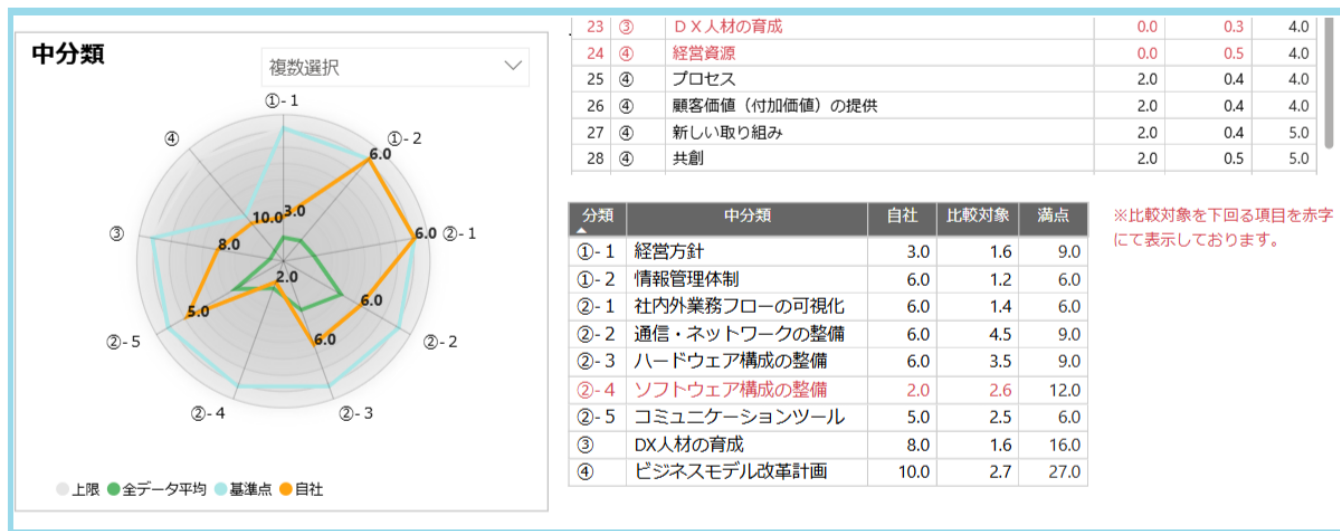 中分類
複数選択
①-1
①-2
②-1
②-2
②-3
②-4
②-5
③
④
3.0
6.0
6.0
6.0
6.0
2.0
5.0
8.0
10.0
上限 全データ平均 基準点 自社
23 ③ DX人材の育成 0.0 0.3 4.0
24 ④ 経営資源 0.0 0.5 4.0
25 ④ プロセス 2.0 0.4 4.0
26 ④ 顧客価値（付加価値）の提供 2.0 0.4 4.0
27 ④ 新しい取り組み 2.0 0.4 5.0
28 ④ 共創 2.0 0.5 5.0
分類 中分類 自社 比較対象 満点
①-1 経営方針 3.0 1.6 9.0
①-2 情報管理体制 6.0 1.2 6.0
②-1 社内外業務フローの可視化 6.0 1.4 6.0
②-2 通信・ネットワークの整備 6.0 4.5 9.0
②-3 ハードウェア構成の整備 6.0 3.5 9.0
②-4 ソフトウェア構成の整備 2.0 2.6 12.0
②-5 コミュニケーションツール 5.0 2.5 6.0
③ DX人材の育成 8.0 1.6 16.0
④ ビジネスモデル改革計画 10.0 2.7 27.0
※比較対象を下回る項目を赤字
にて表示しております。